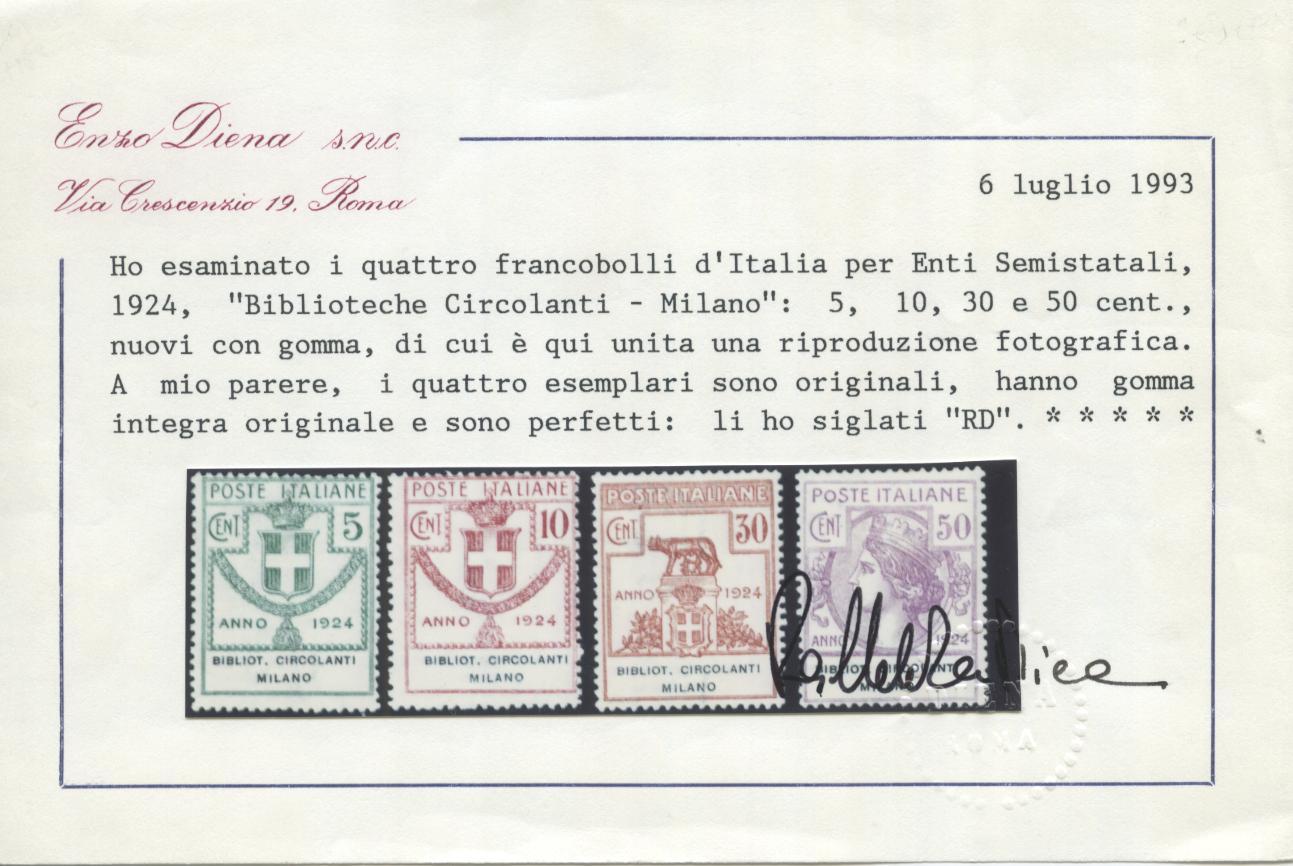 Enzo Diena s.n.c.
Via Crescenzio 19, Roma
6 luglio 1993
Ho esaminato i quattro francobolli d'Italia per Enti Semistatali,
1924, "Biblioteche Circolanti - Milano": 5, 10, 30 e 50 cent.,
nuovi con gomma, di cui è qui unita una riproduzione fotografica.
A mio parere, i quattro esemplari sono originali, hanno gomma
integra originale e sono perfetti: li ho siglati "RD". * * * * *
POSTE ITALIANE
CENT 5
ANNO 1924
BIBLIOT. CIRCOLANTI
MILANO
POSTE ITALIANE
CENT 10
ANNO 1924
BIBLIOT. CIRCOLANTI
MILANO
POSTE ITALIANE
CENT 30
ANNO 1924
BIBLIOT. CIRCOLANTI
MILANO
POSTE ITALIANE
CENT 50
ANNO 1924